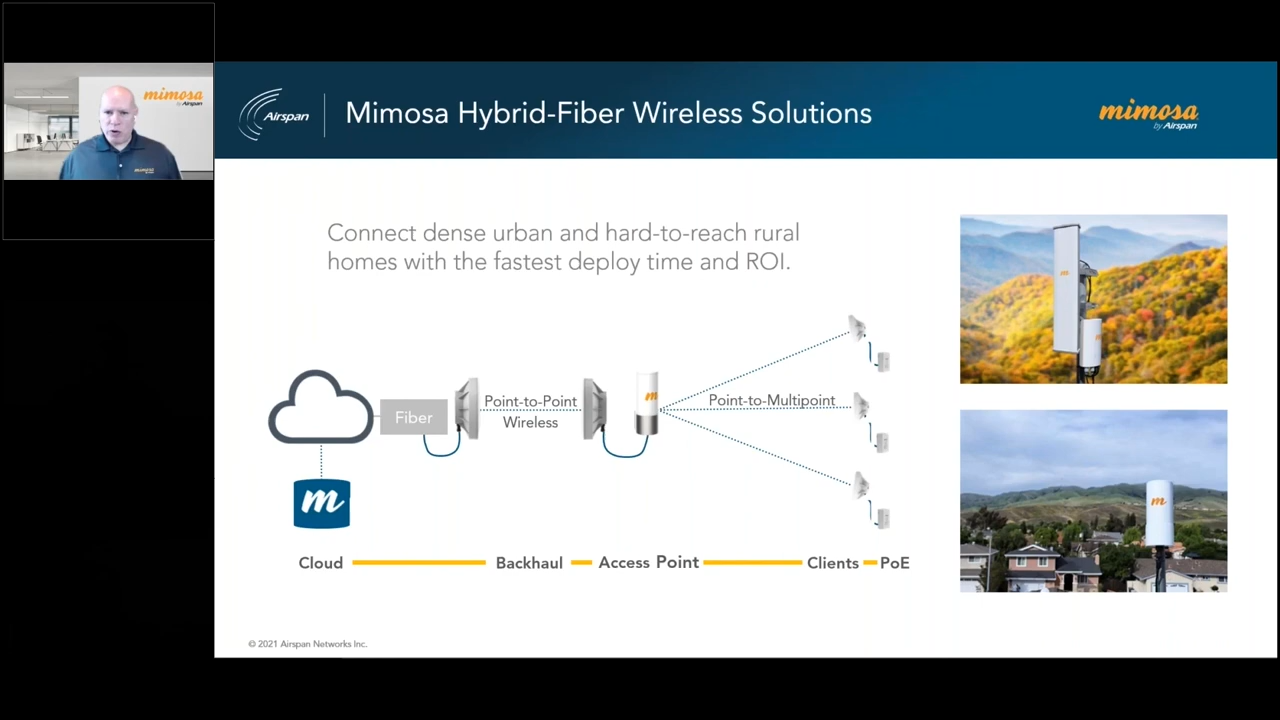 mimosa
by Airspan
mimosa
Airspan
Mimosa Hybrid-Fiber Wireless Solutions
mimosa
by Airspan
Connect dense urban and hard-to-reach rural
homes with the fastest deploy time and ROI.
m
m
Fiber
Point-to-Point
Wireless
m
Point-to-Multipoint
m
m
Cloud
Backhaul
Access Point
Clients
PoE
m
© 2021 Airspan Networks Inc.